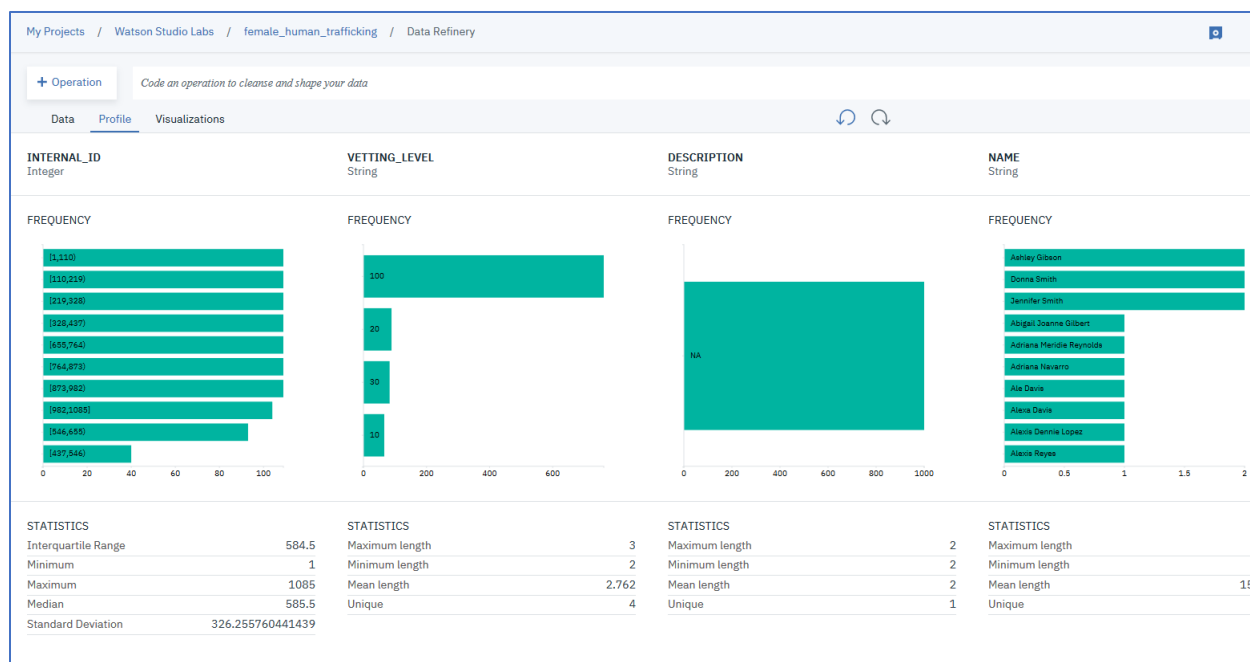 My Projects / Watson Studio Labs / female_human_trafficking / Data Refinery
+ Operation
Code an operation to cleanse and shape your data
Data Profile Visualizations
INTERNAL_ID
Integer
FREQUENCY
[1,110)
[110,219)
[219,328)
[328,437)
[655,764)
[764,873)
[873,982)
[982,1085]
[546,655)
[437,546)
0 20 40 60 80 100
STATISTICS
Interquartile Range 584.5
Minimum 1
Maximum 1085
Median 585.5
Standard Deviation 326.255760441439
VETTING_LEVEL
String
FREQUENCY
100
20
30
10
0 200 400 600
STATISTICS
Maximum length 3
Minimum length 2
Mean length 2.762
Unique 4
DESCRIPTION
String
FREQUENCY
NA
0 200 400 600 800 1000
STATISTICS
Maximum length 2
Minimum length 2
Mean length 2
Unique 1
NAME
String
FREQUENCY
Ashley Gibson
Donna Smith
Jennifer Smith
Abigail Joanne Gilbert
Adriana Meridie Reynolds
Adriana Navarro
Ale Davis
Alexa Davis
Alexis Dennie Lopez
Alexis Reyes
0 0.5 1 1.5 2
STATISTICS
Maximum length
Minimum length
Mean length 15
Unique